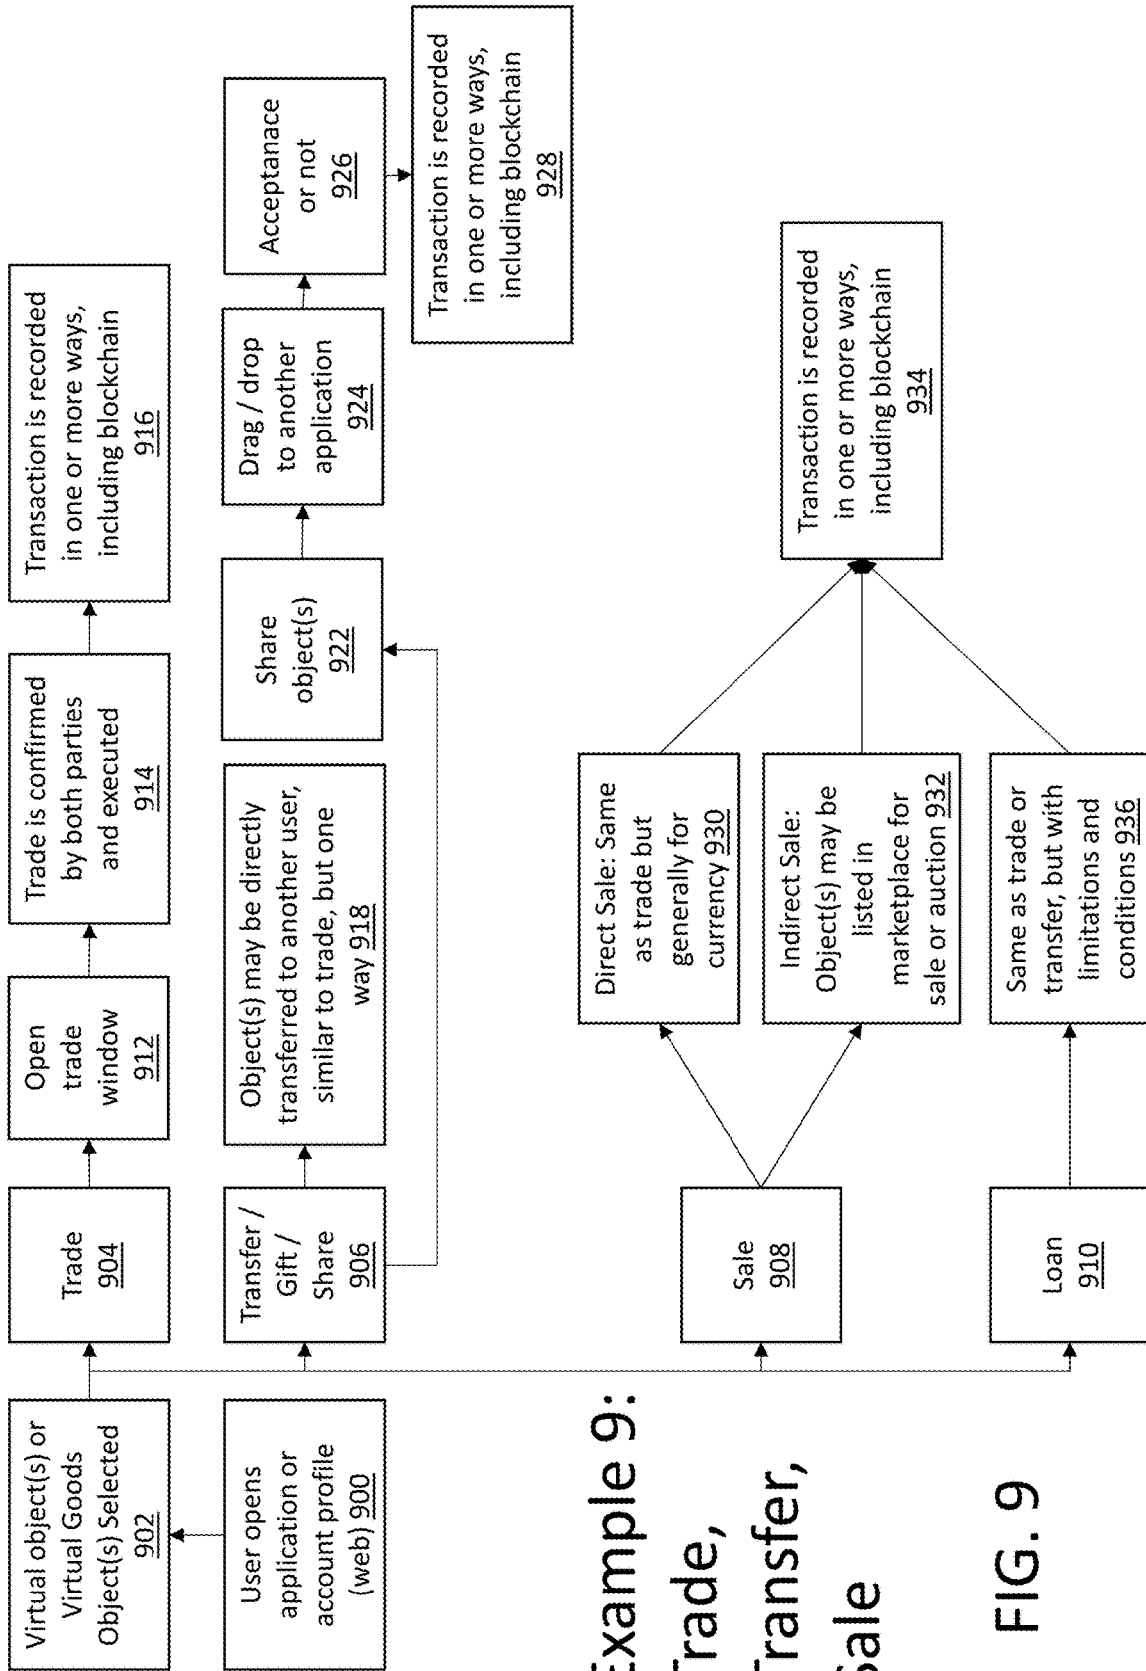 Virtual object(s) or
Virtual Goods
Object(s) Selected
902
User opens
application or
account profile
(web) 900
Trade
904
Open
trade
window
912
Trade is confirmed
by both parties
and executed
914
Transaction is recorded
in one or more ways,
including blockchain
916
Transfer /
Gift /
Share
906
Object(s) may be directly
transferred to another user,
similar to trade, but one
way 918
Share
object(s)
922
Drag / drop
to another
application
924
Acceptanace
or not
926
Transaction is recorded
in one or more ways,
including blockchain
928
Sale
908
Direct Sale: Same
as trade but
generally for
currency 930
Indirect Sale:
Object(s) may be
listed in
marketplace for
sale or auction 932
Loan
910
Same as trade or
transfer, but with
limitations and
conditions 936
Transaction is recorded
in one or more ways,
including blockchain
934
Example 9:
Trade,
Transfer,
Sale
FIG. 9